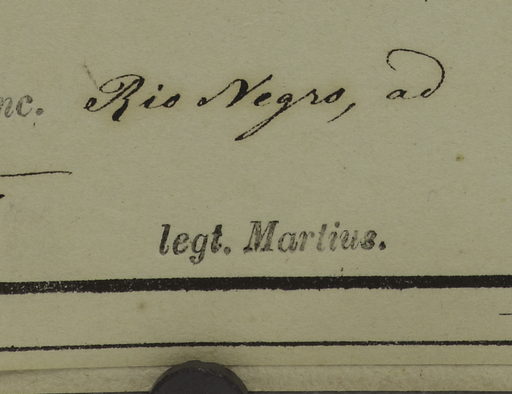 nc. Rio Negro, ad
legt. Martius.